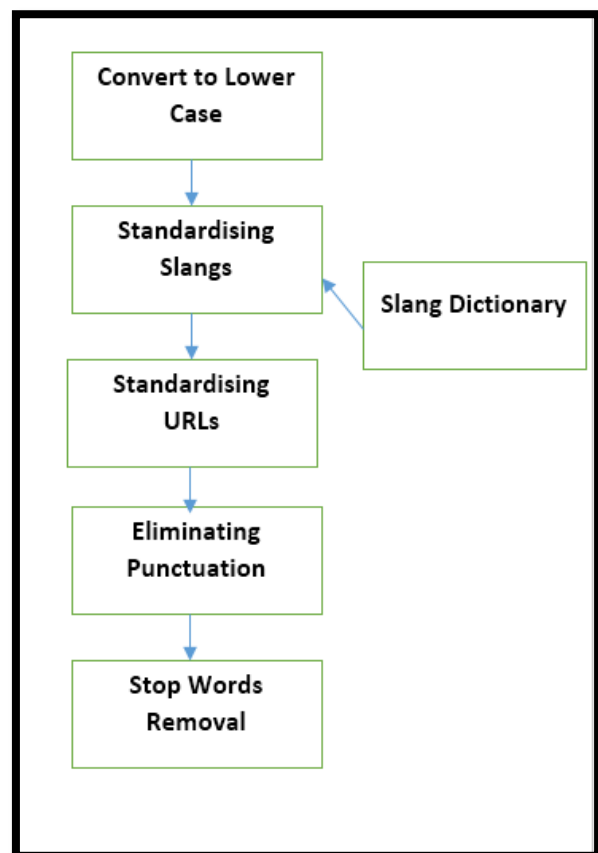 Convert to Lower
Case
Standardising
Slangs
Slang Dictionary
Standardising
URLs
Eliminating
Punctuation
Stop Words
Removal